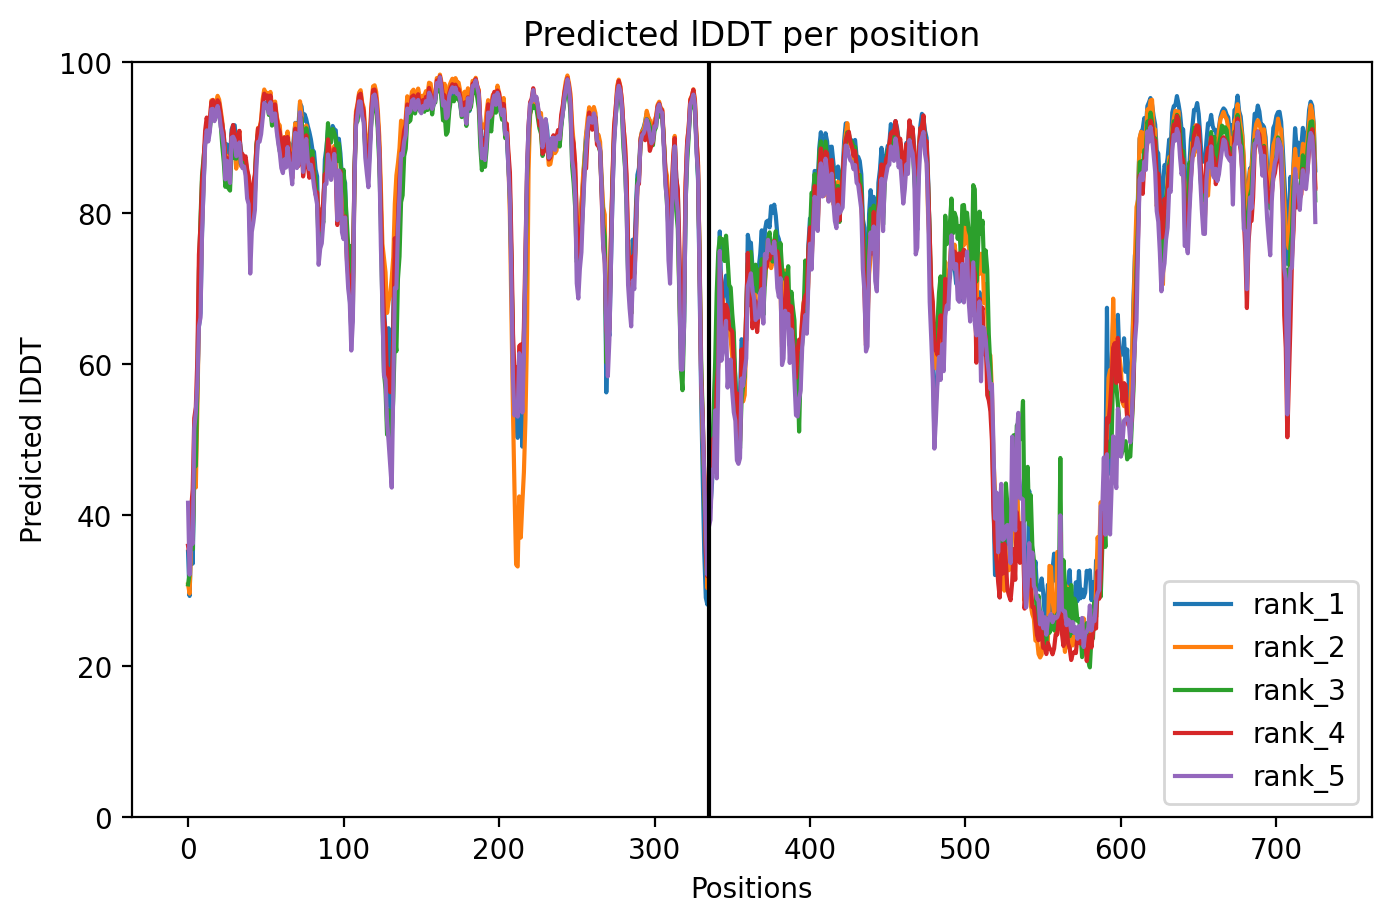 Predicted lDDT per position
100
80
60
40
20
0
Predicted lDDT
0 100 200 300 400 500 600 700
Positions
rank_1
rank_2
rank_3
rank_4
rank_5